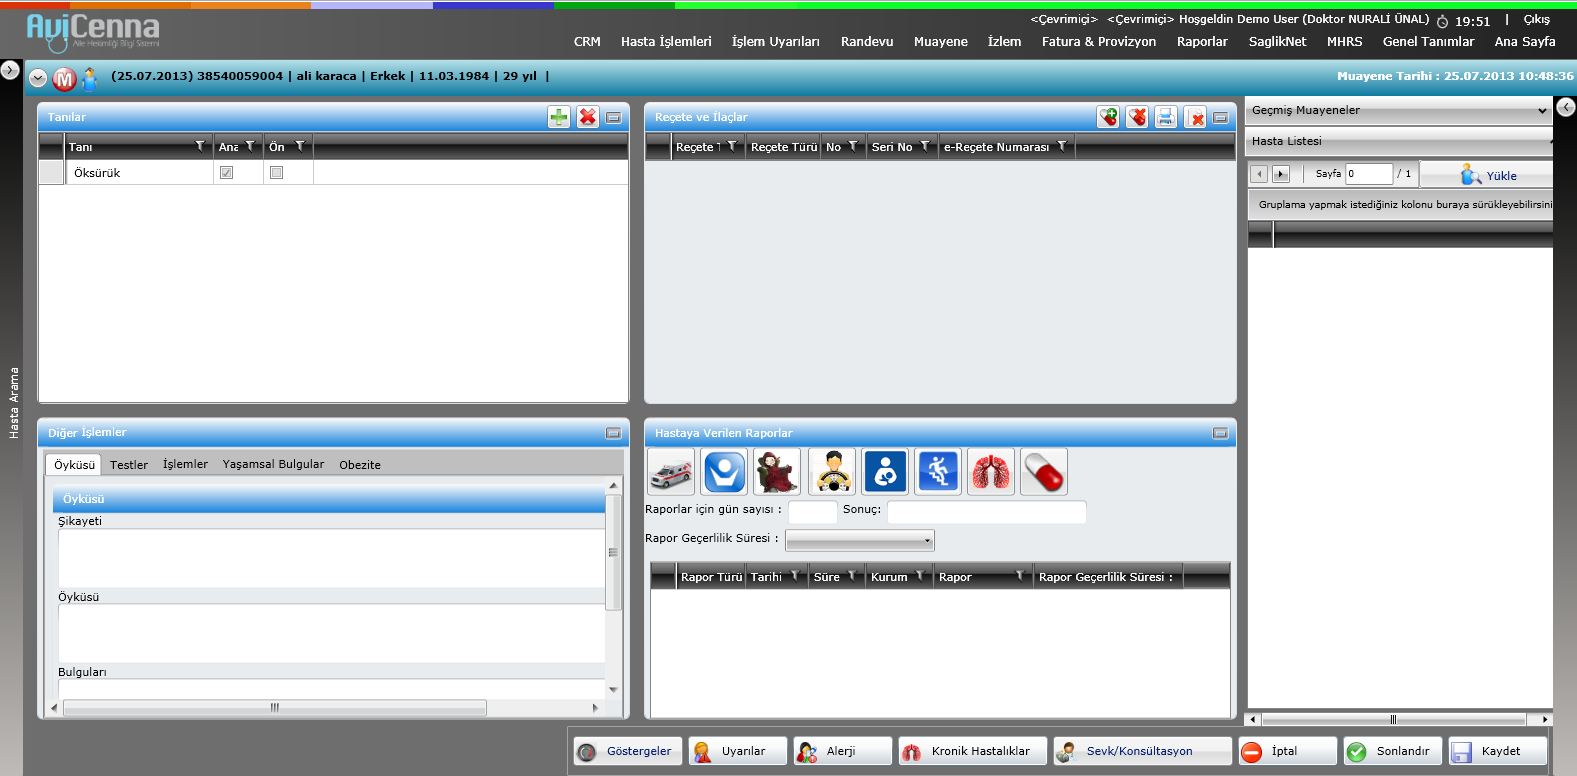 AviCenna
Aile Hekimliği Bilgi Sistemi
<Çevrimiçi> <Çevrimiçi> Hoşgeldin Demo User (Doktor NURALİ ÜNAL) 19:51 | Çıkış
CRM Hasta İşlemleri İşlem Uyarıları Randevu Muayene İzlem Fatura & Provizyon Raporlar SaglikNet MHRS Genel Tanımlar Ana Sayfa
M (25.07.2013) 38540059004 | ali karaca | Erkek | 11.03.1984 | 29 yıl |
Muayene Tarihi : 25.07.2013 10:48:36
Hasta Arama
Tanılar
Tanı Ana Ön
Öksürük
Reçete ve İlaçlar
Reçete T Reçete Türü No Seri No e-Reçete Numarası
Geçmiş Muayeneler
Hasta Listesi
Sayfa 0 / 1 Yükle
Gruplama yapmak istediğiniz kolonu buraya sürükleyebilirsini
Diğer İşlemler
Öyküsü Testler İşlemler Yaşamsal Bulgular Obezite
Öyküsü
Şikayeti
Öyküsü
Bulguları
Hastaya Verilen Raporlar
Raporlar için gün sayısı : Sonuç:
Rapor Geçerlilik Süresi :
Rapor Türü Tarihi Süre Kurum Rapor Rapor Geçerlilik Süresi :
Göstergeler Uyarılar Alerji Kronik Hastalıklar Sevk/Konsültasyon İptal Sonlandır Kaydet